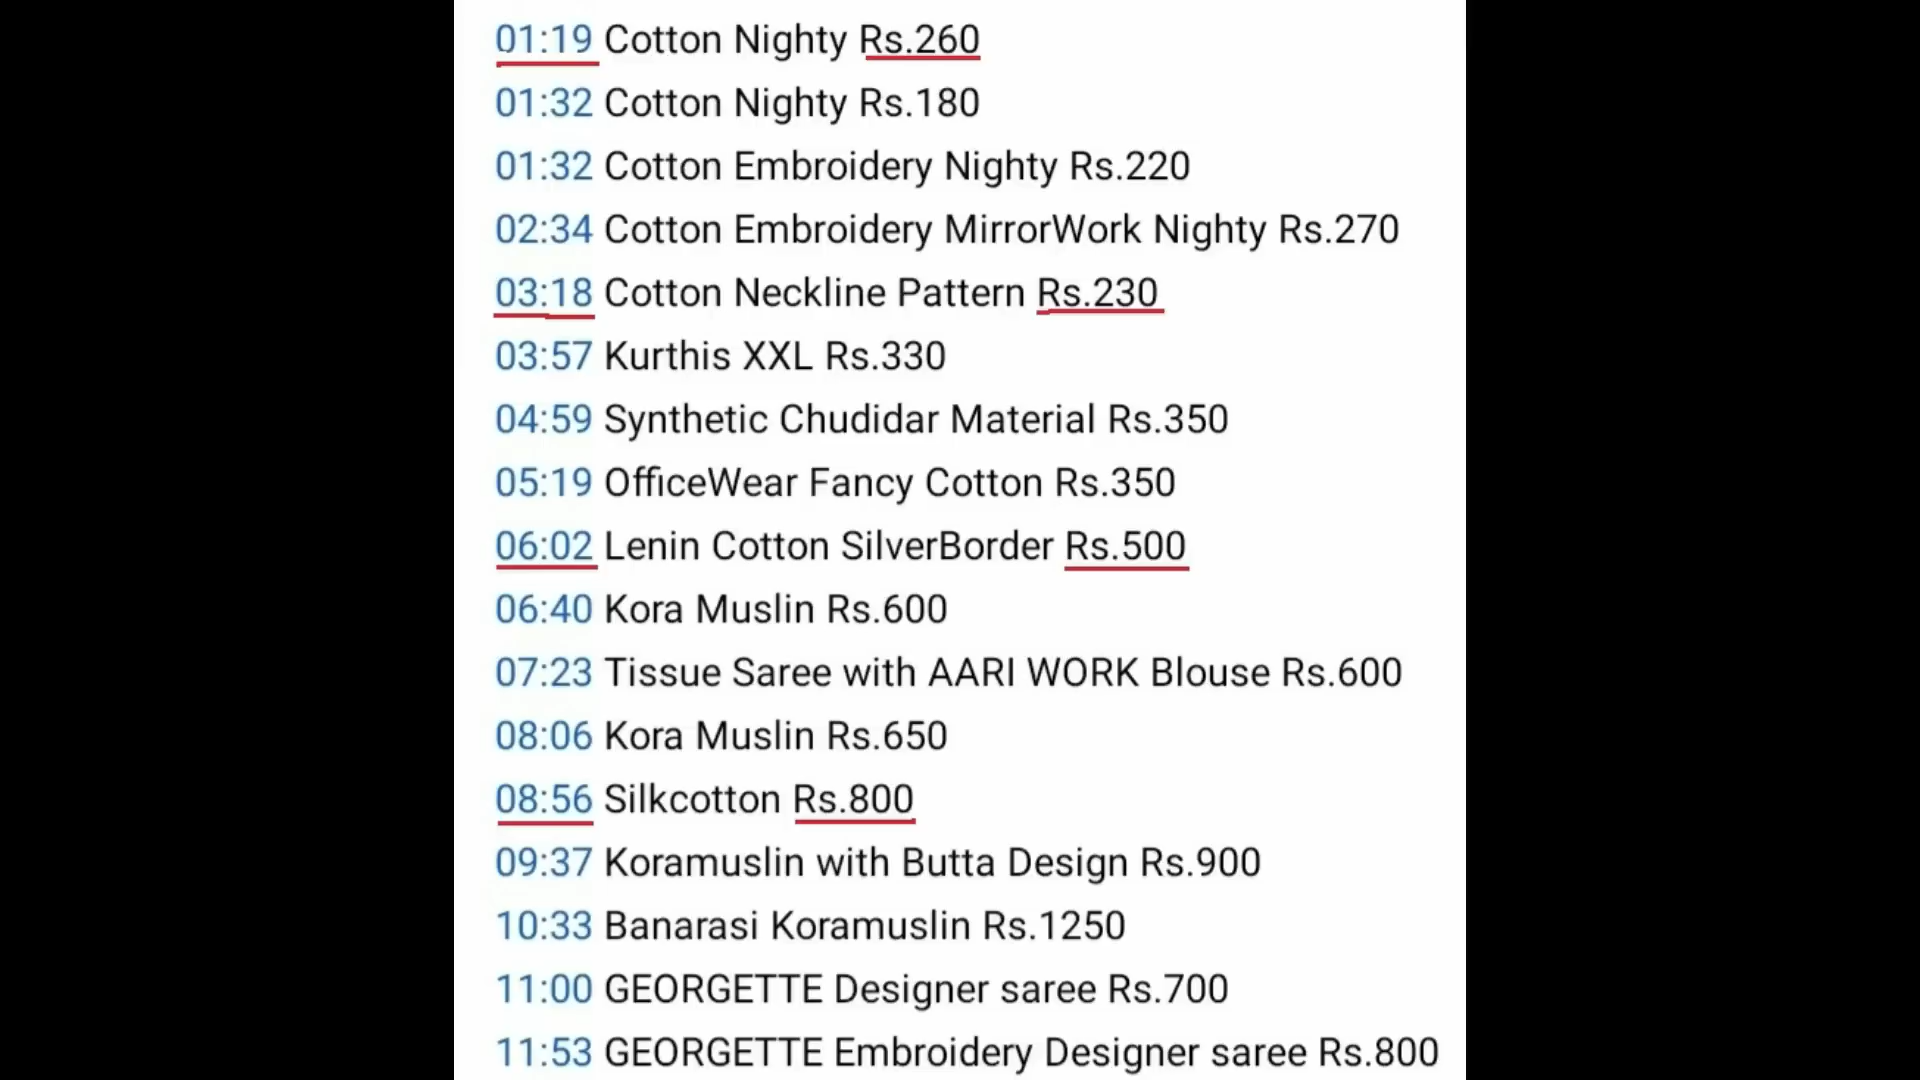 01:19 Cotton Nighty Rs.260
01:32 Cotton Nighty Rs.180
01:32 Cotton Embroidery Nighty Rs.220
02:34 Cotton Embroidery MirrorWork Nighty Rs.270
03:18 Cotton Neckline Pattern Rs.230
03:57 Kurthis XXL Rs.330
04:59 Synthetic Chudidar Material Rs.350
05:19 OfficeWear Fancy Cotton Rs.350
06:02 Lenin Cotton SilverBorder Rs.500
06:40 Kora Muslin Rs.600
07:23 Tissue Saree with AARI WORK Blouse Rs.600
08:06 Kora Muslin Rs.650
08:56 Silkcotton Rs.800
09:37 Koramuslin with Butta Design Rs.900
10:33 Banarasi Koramuslin Rs.1250
11:00 GEORGETTE Designer saree Rs.700
11:53 GEORGETTE Embroidery Designer saree Rs.800